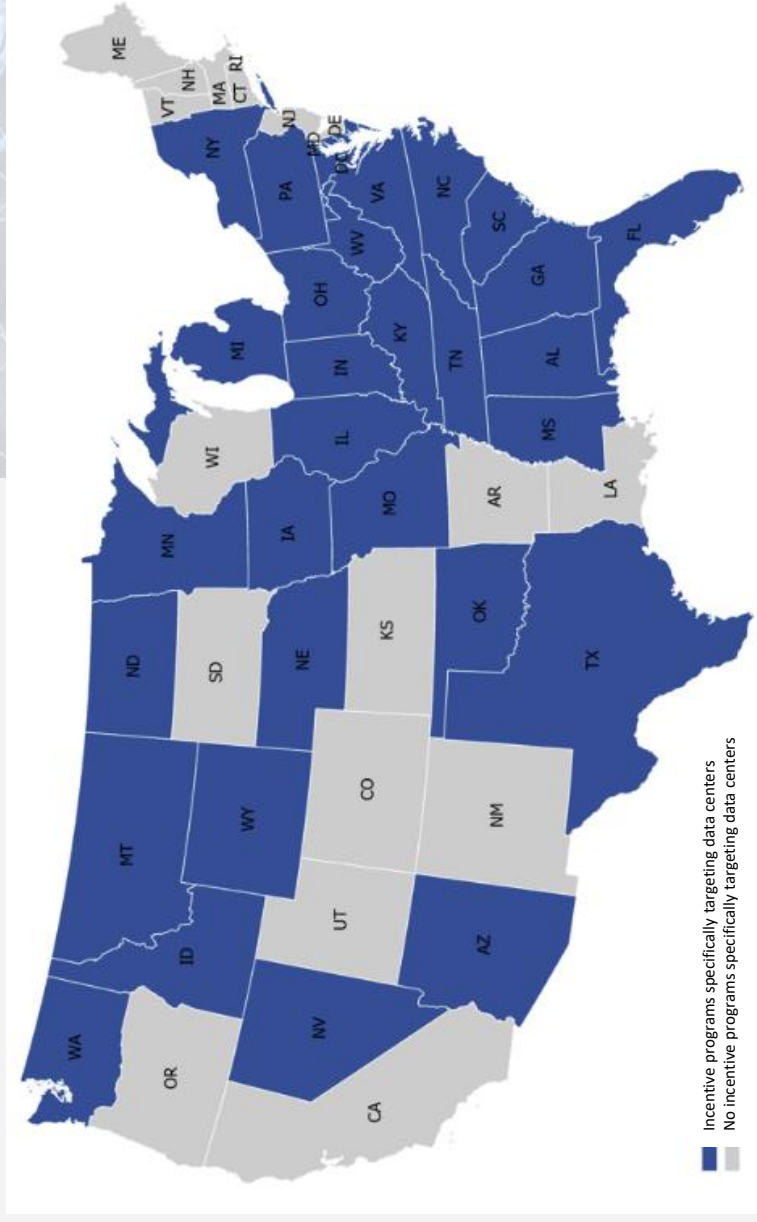 WA
OR
CA
NV
ID
MT
WY
UT
AZ
CO
NM
ND
SD
NE
KS
OK
TX
MN
IA
MO
AR
LA
WI
IL
MS
MI
IN
KY
TN
AL
OH
WV
GA
FL
SC
NC
VA
PA
NY
DC
MD
DE
NJ
VT
NH
MA
CT
RI
ME
Incentive programs specifically targeting data centers
No incentive programs specifically targeting data centers